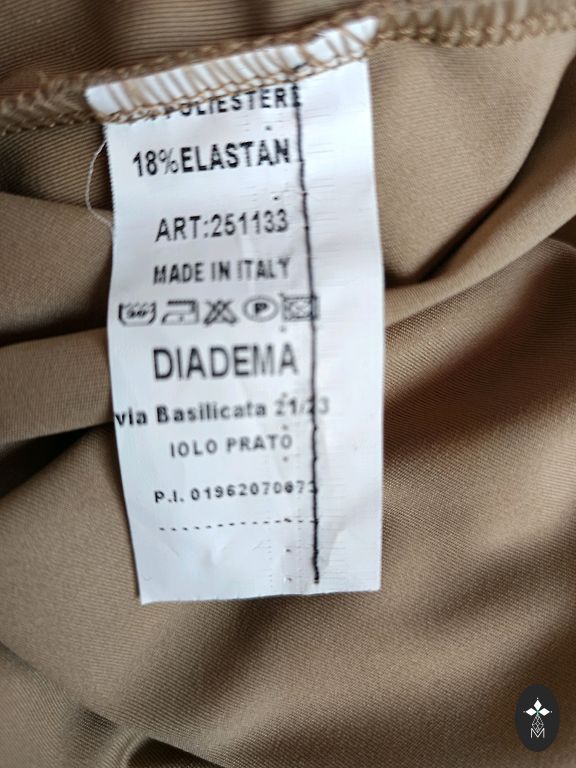 POLIESTERE
18%ELASTAN
ART:251133
MADE IN ITALY
P
DIADEMA
via Basilicata 21/23
IOLO PRATO
P.I.
M